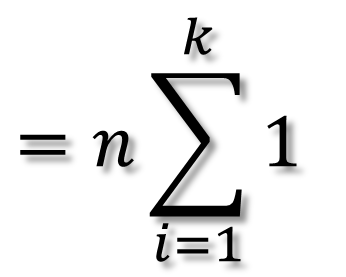 k
= n ∑ 1
i=1